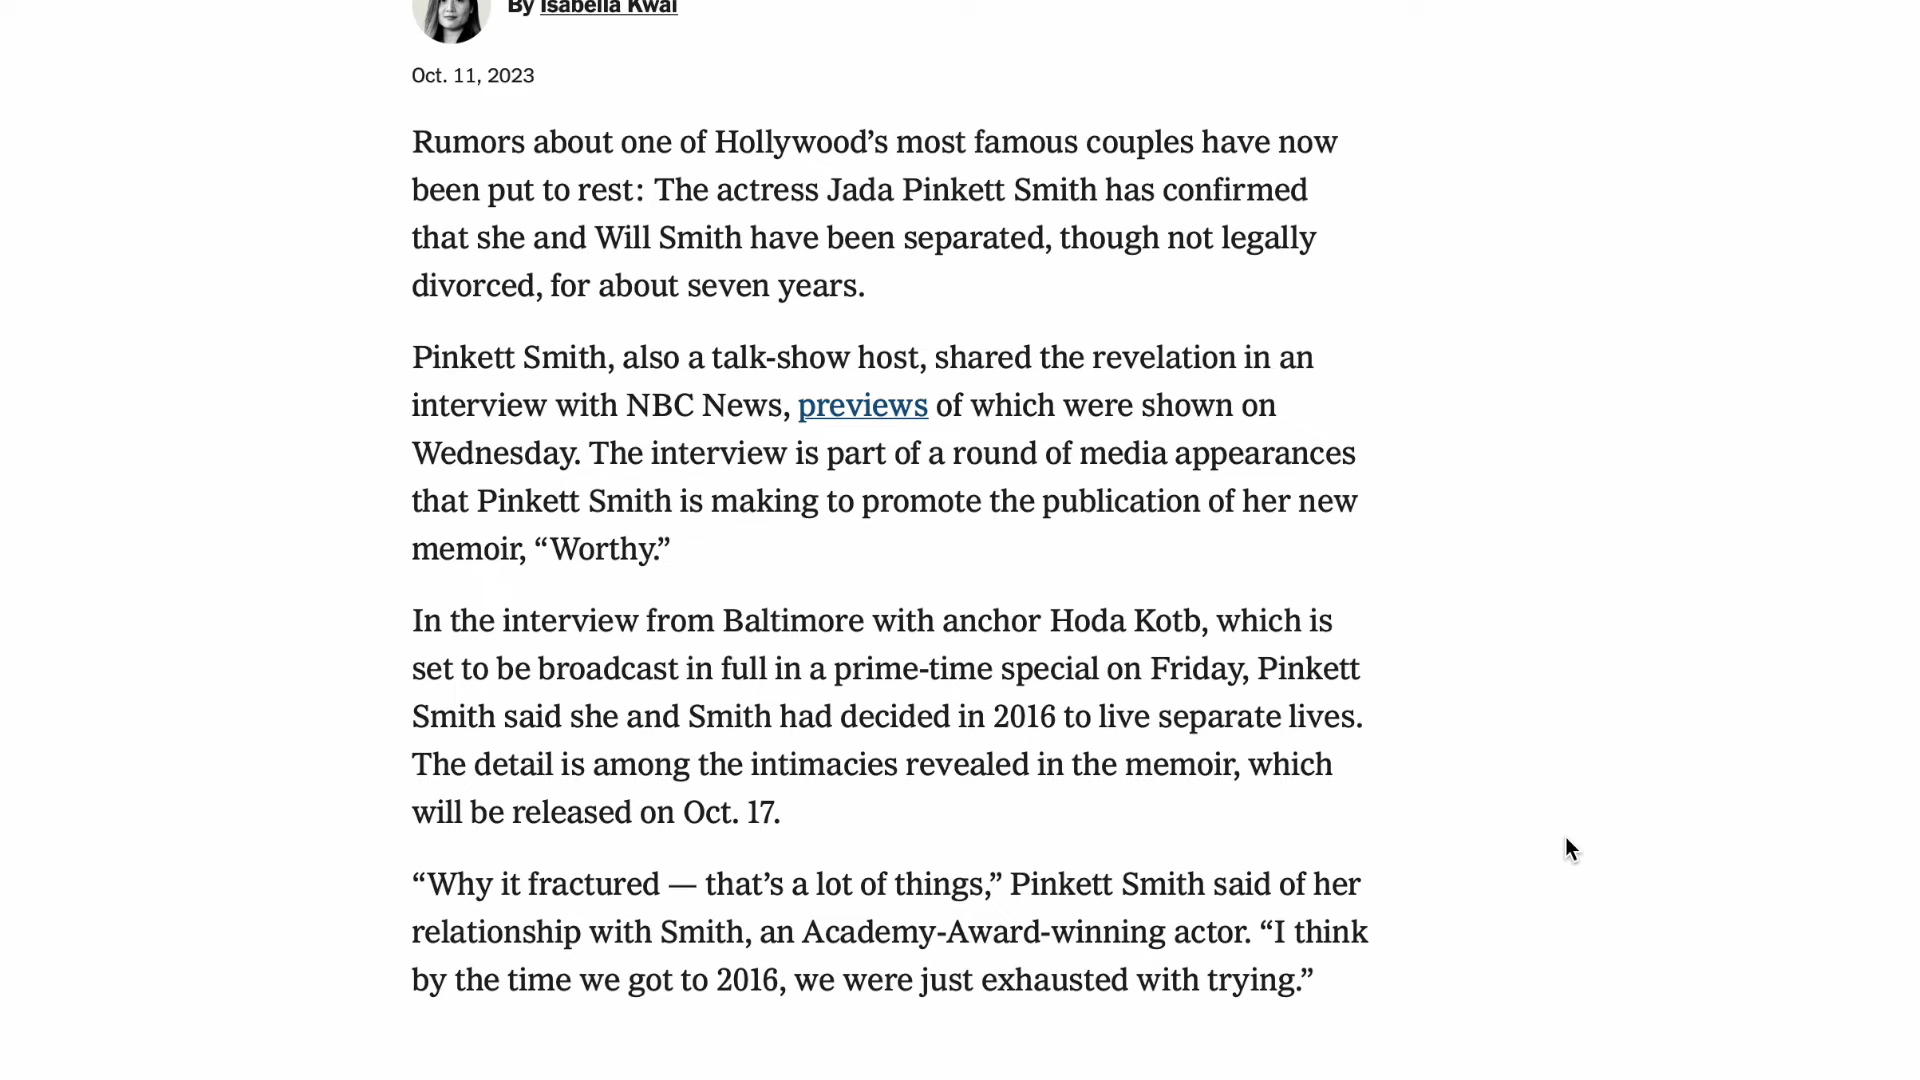 By Isabella Kwai
Oct. 11, 2023
Rumors about one of Hollywood’s most famous couples have now
been put to rest: The actress Jada Pinkett Smith has confirmed
that she and Will Smith have been separated, though not legally
divorced, for about seven years.
Pinkett Smith, also a talk-show host, shared the revelation in an
interview with NBC News, previews of which were shown on
Wednesday. The interview is part of a round of media appearances
that Pinkett Smith is making to promote the publication of her new
memoir, “Worthy.”
In the interview from Baltimore with anchor Hoda Kotb, which is
set to be broadcast in full in a prime-time special on Friday, Pinkett
Smith said she and Smith had decided in 2016 to live separate lives.
The detail is among the intimacies revealed in the memoir, which
will be released on Oct. 17.
“Why it fractured — that’s a lot of things,” Pinkett Smith said of her
relationship with Smith, an Academy-Award-winning actor. “I think
by the time we got to 2016, we were just exhausted with trying.”